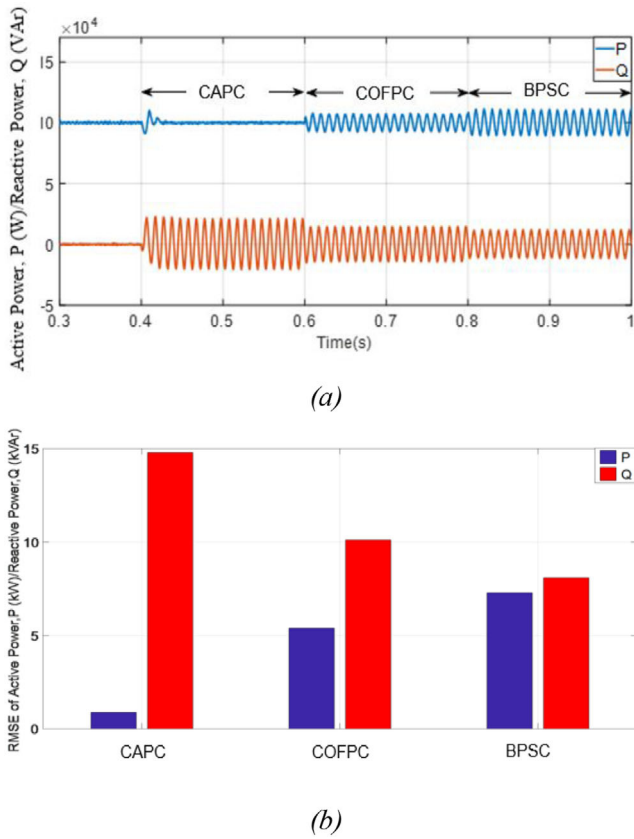 ×10⁴
15
P
Q
CAPC
COFPC
BPSC
10
5
0
-5
0.3 0.4 0.5 0.6 0.7 0.8 0.9 1
Time(s)
Active Power, P (W)/Reactive Power, Q (VAr)
(a)
15
P
Q
10
5
0
CAPC COFPC BPSC
RMSE of Active Power,P (kW)/Reactive Power,Q (kVAr)
(b)